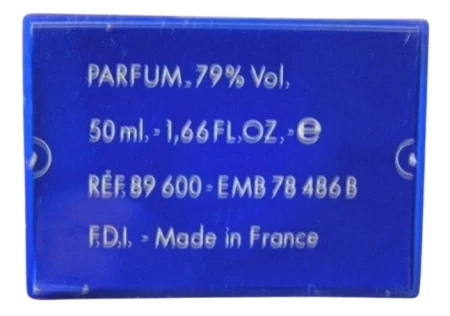 PARFUM - 79% Vol.
50 ml. - 1,66 FL.OZ. - ℮
RÉF. 89 600 - EMB 78 486 B
F.D.I. - Made in France